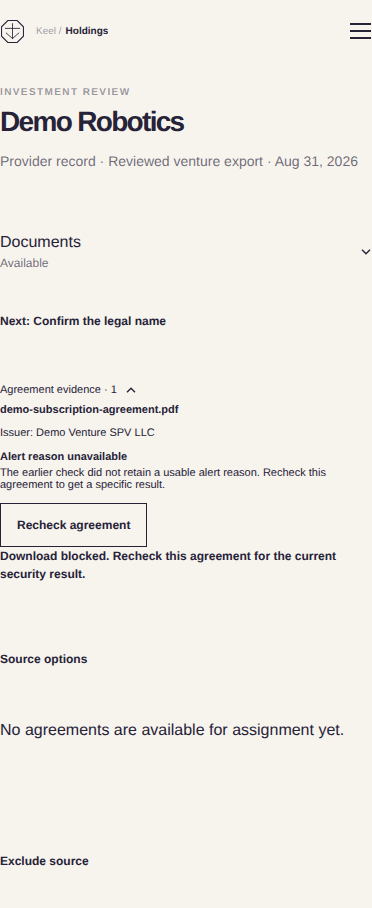 Keel / Holdings
INVESTMENT REVIEW
Demo Robotics
Provider record · Reviewed venture export · Aug 31, 2026
Documents
Available
Next: Confirm the legal name
Agreement evidence · 1
demo-subscription-agreement.pdf
Issuer: Demo Venture SPV LLC
Alert reason unavailable
The earlier check did not retain a usable alert reason. Recheck this
agreement to get a specific result.
Recheck agreement
Download blocked. Recheck this agreement for the current
security result.
Source options
No agreements are available for assignment yet.
Exclude source